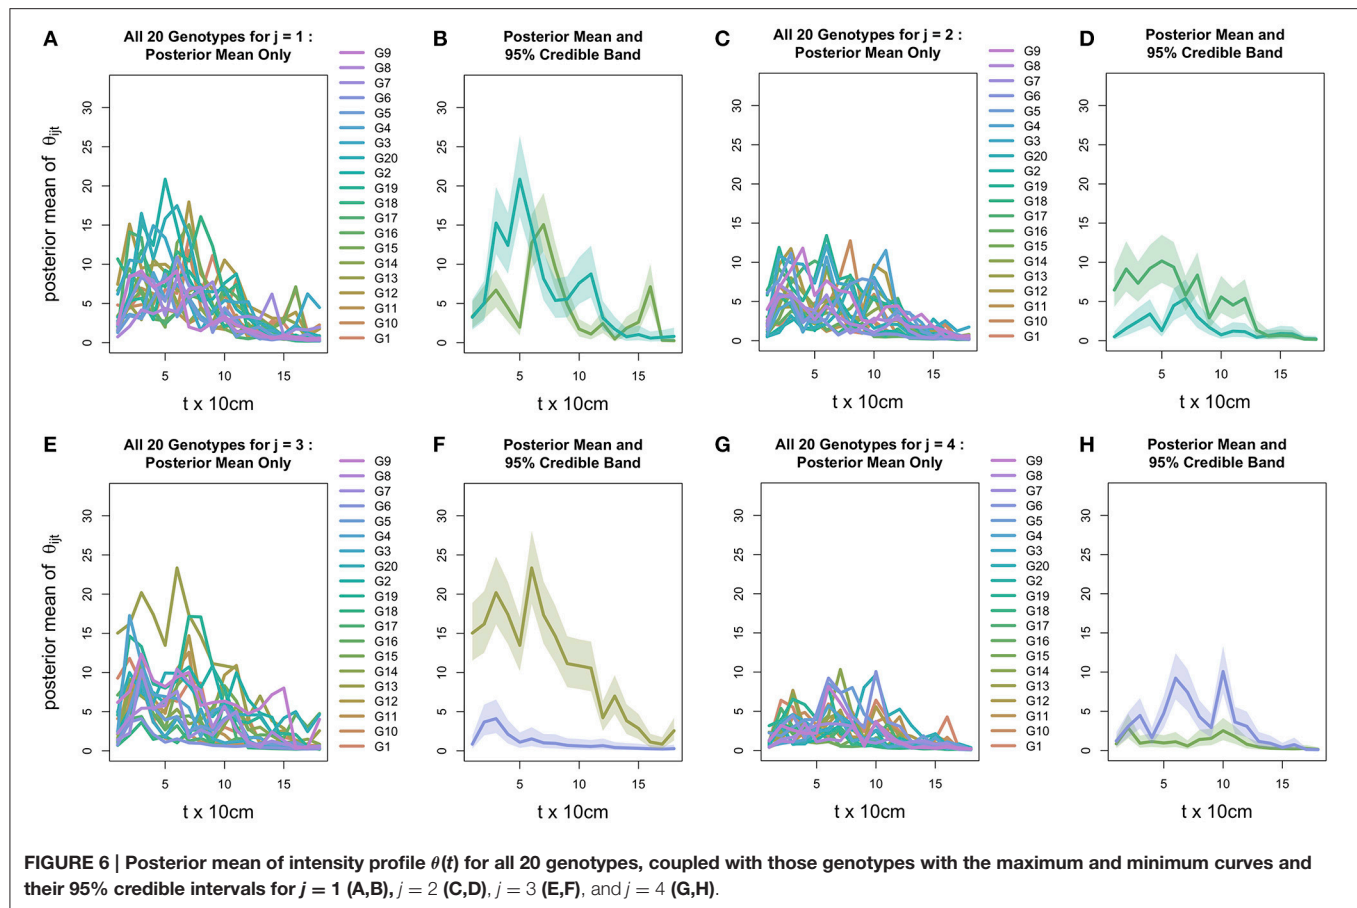 A
All 20 Genotypes for j = 1 :
Posterior Mean Only
posterior mean of θijt
0
5
10
15
20
25
30
5
10
15
t x 10cm
G9
G8
G7
G6
G5
G4
G3
G20
G2
G19
G18
G17
G16
G15
G14
G13
G12
G11
G10
G1
B
Posterior Mean and
95% Credible Band
0
5
10
15
20
25
30
5
10
15
t x 10cm
C
All 20 Genotypes for j = 2 :
Posterior Mean Only
0
5
10
15
20
25
30
5
10
15
t x 10cm
G9
G8
G7
G6
G5
G4
G3
G20
G2
G19
G18
G17
G16
G15
G14
G13
G12
G11
G10
G1
D
Posterior Mean and
95% Credible Band
0
5
10
15
20
25
30
5
10
15
t x 10cm
E
All 20 Genotypes for j = 3 :
Posterior Mean Only
posterior mean of θijt
0
5
10
15
20
25
30
5
10
15
t x 10cm
G9
G8
G7
G6
G5
G4
G3
G20
G2
G19
G18
G17
G16
G15
G14
G13
G12
G11
G10
G1
F
Posterior Mean and
95% Credible Band
0
5
10
15
20
25
30
5
10
15
t x 10cm
G
All 20 Genotypes for j = 4 :
Posterior Mean Only
0
5
10
15
20
25
30
5
10
15
t x 10cm
G9
G8
G7
G6
G5
G4
G3
G20
G2
G19
G18
G17
G16
G15
G14
G13
G12
G11
G10
G1
H
Posterior Mean and
95% Credible Band
0
5
10
15
20
25
30
5
10
15
t x 10cm
FIGURE 6 | Posterior mean of intensity profile θ(t) for all 20 genotypes, coupled with those genotypes with the maximum and minimum curves and
their 95% credible intervals for j = 1 (A,B), j = 2 (C,D), j = 3 (E,F), and j = 4 (G,H).